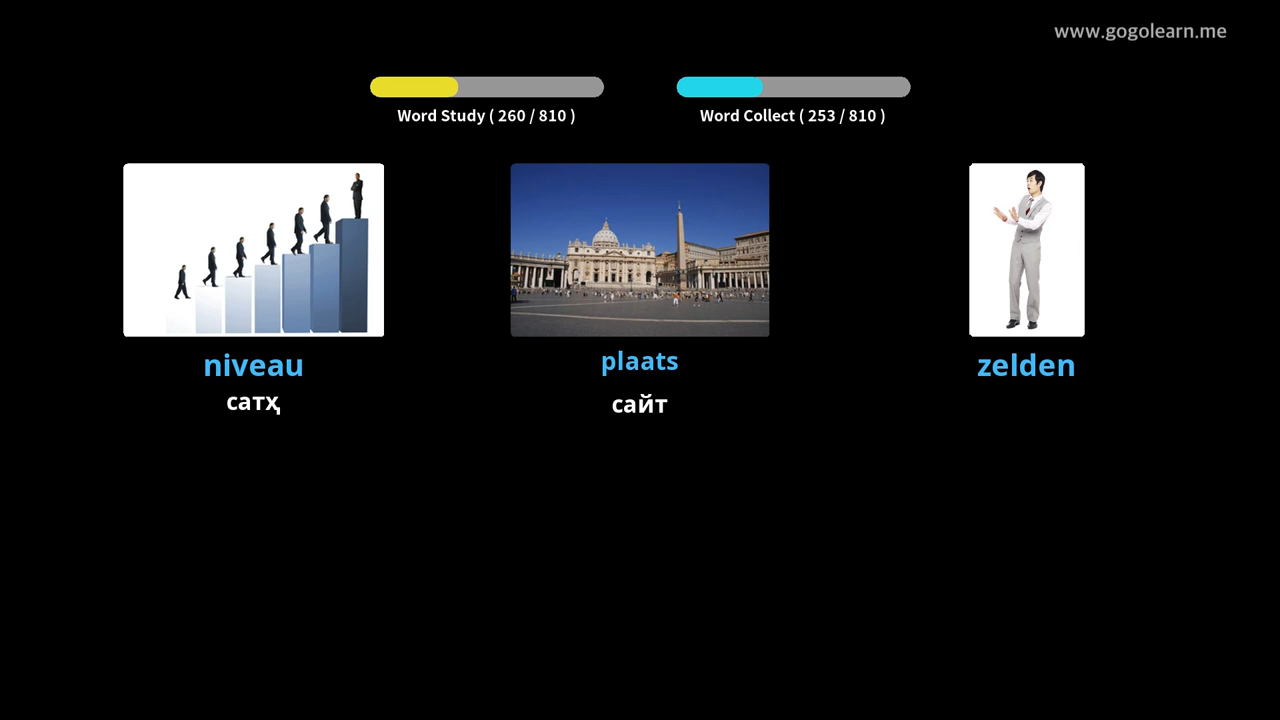 www.gogolearn.me
Word Study ( 260 / 810 )
Word Collect ( 253 / 810 )
niveau
сатҳ
plaats
сайт
zelden